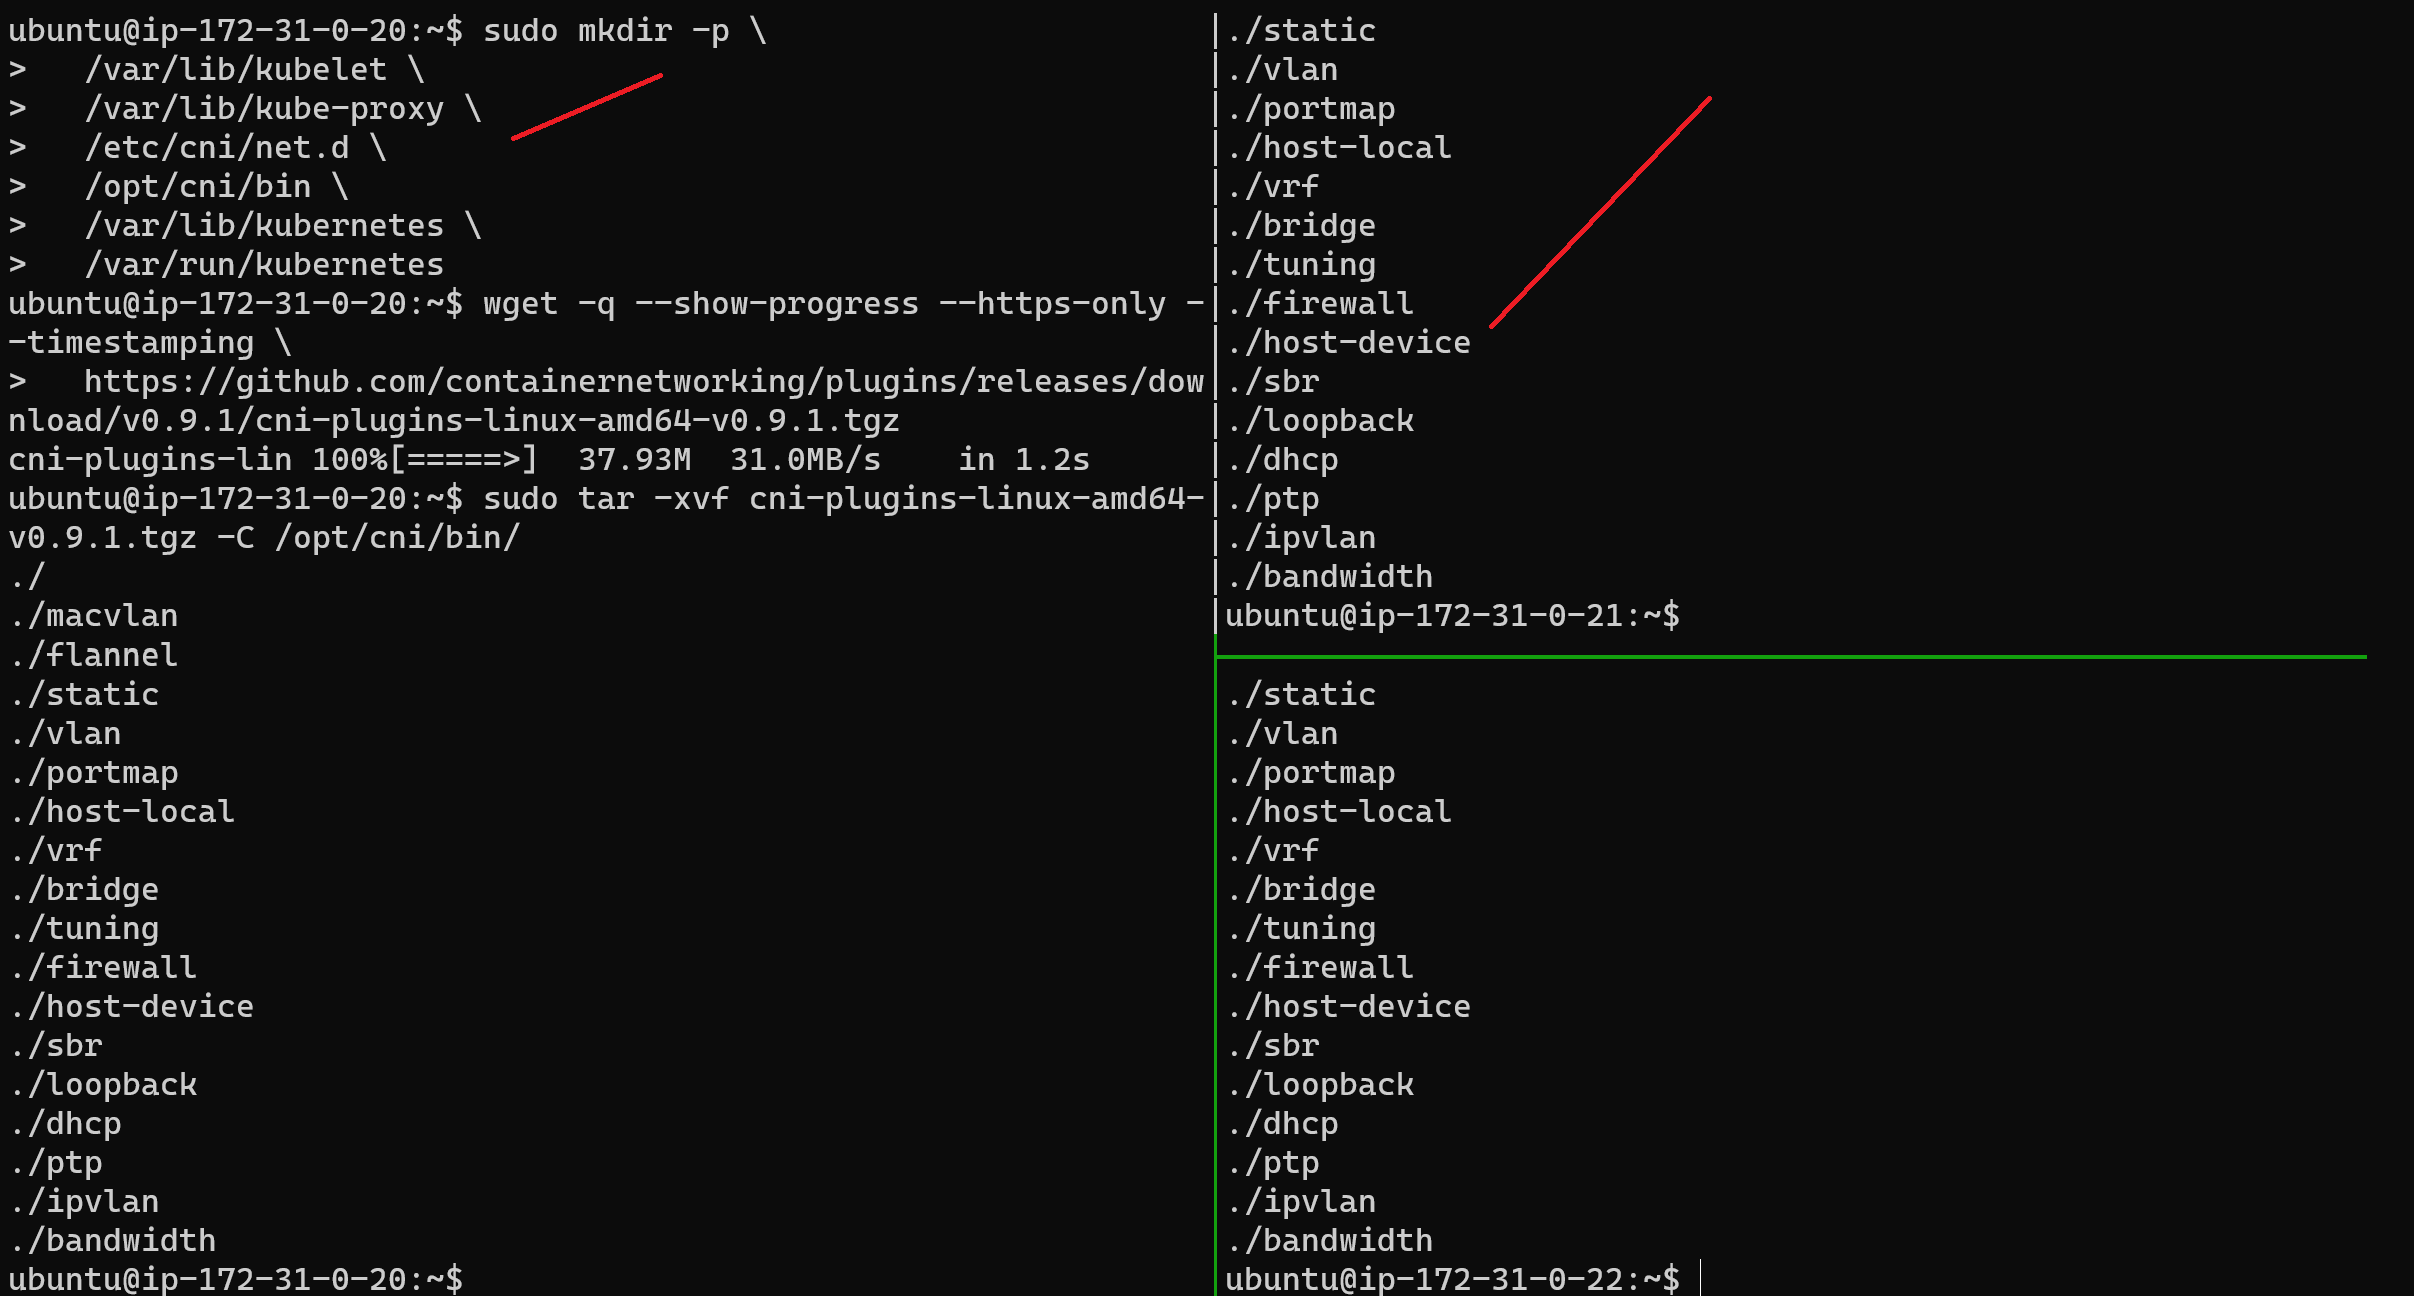 ubuntu@ip-172-31-0-20:~$ sudo mkdir -p \
>   /var/lib/kubelet \
>   /var/lib/kube-proxy \
>   /etc/cni/net.d \
>   /opt/cni/bin \
>   /var/lib/kubernetes \
>   /var/run/kubernetes
ubuntu@ip-172-31-0-20:~$ wget -q --show-progress --https-only -
-timestamping \
>   https://github.com/containernetworking/plugins/releases/dow
nload/v0.9.1/cni-plugins-linux-amd64-v0.9.1.tgz
cni-plugins-lin 100%[=====>]  37.93M  31.0MB/s    in 1.2s
ubuntu@ip-172-31-0-20:~$ sudo tar -xvf cni-plugins-linux-amd64-
v0.9.1.tgz -C /opt/cni/bin/
./
./macvlan
./flannel
./static
./vlan
./portmap
./host-local
./vrf
./bridge
./tuning
./firewall
./host-device
./sbr
./loopback
./dhcp
./ptp
./ipvlan
./bandwidth
ubuntu@ip-172-31-0-20:~$
./static
./vlan
./portmap
./host-local
./vrf
./bridge
./tuning
./firewall
./host-device
./sbr
./loopback
./dhcp
./ptp
./ipvlan
./bandwidth
ubuntu@ip-172-31-0-21:~$
./static
./vlan
./portmap
./host-local
./vrf
./bridge
./tuning
./firewall
./host-device
./sbr
./loopback
./dhcp
./ptp
./ipvlan
./bandwidth
ubuntu@ip-172-31-0-22:~$